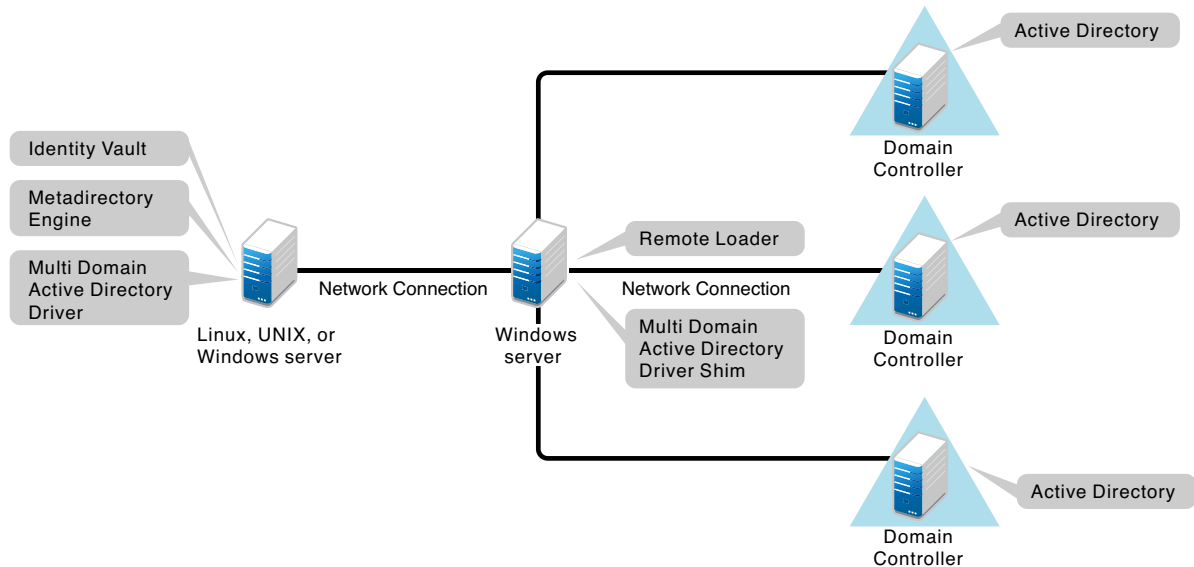 Active Directory
Domain
Controller
Identity Vault
Metadirectory
Engine
Multi Domain
Active Directory
Driver
Linux, UNIX, or
Windows server
Network Connection
Windows
server
Remote Loader
Network Connection
Multi Domain
Active Directory
Driver Shim
Active Directory
Domain
Controller
Active Directory
Domain
Controller